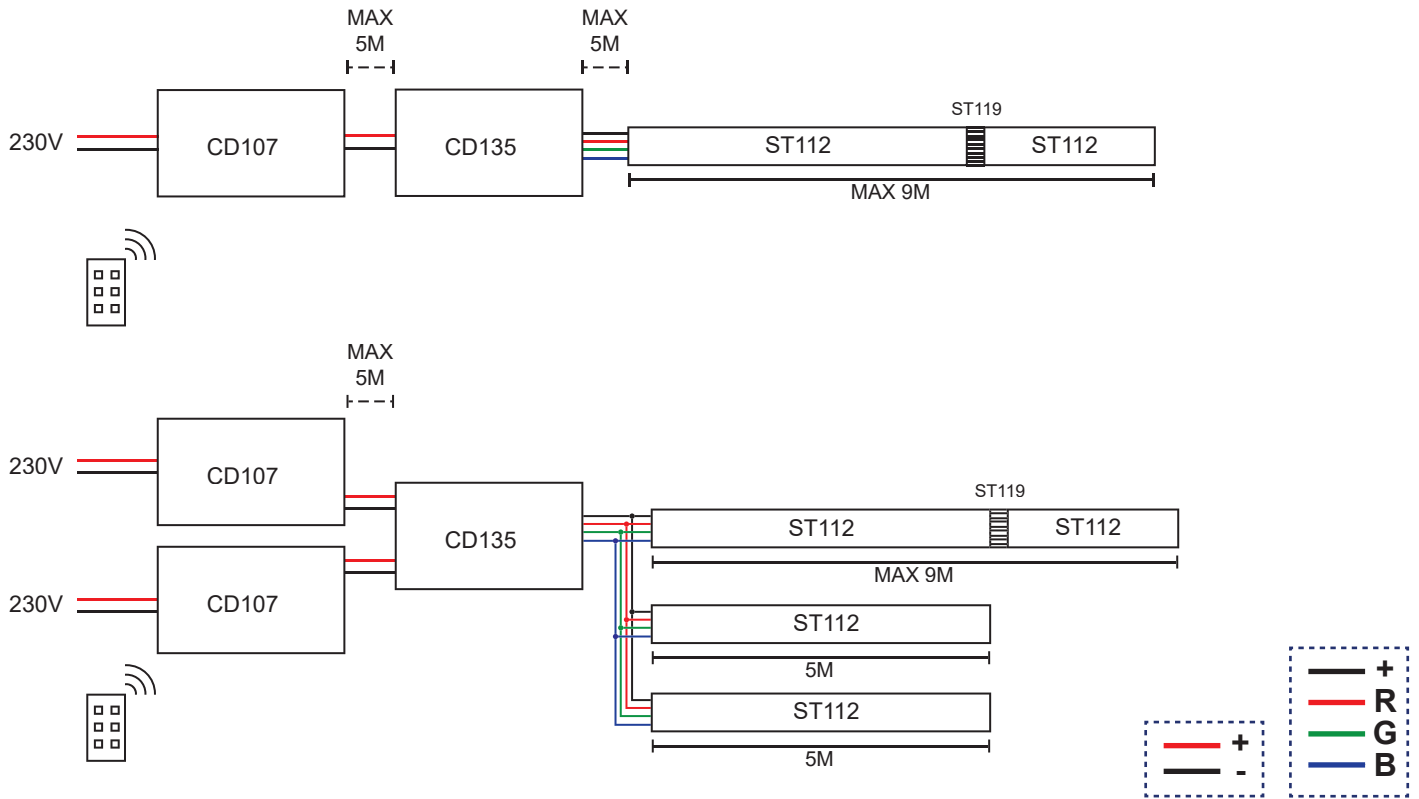 MAX
5M
MAX
5M
230V
CD107
CD135
ST112
ST119
ST112
MAX 9M
MAX
5M
230V
CD107
230V
CD107
CD135
ST112
ST119
ST112
MAX 9M
ST112
5M
ST112
5M
+
-
+
R
G
B